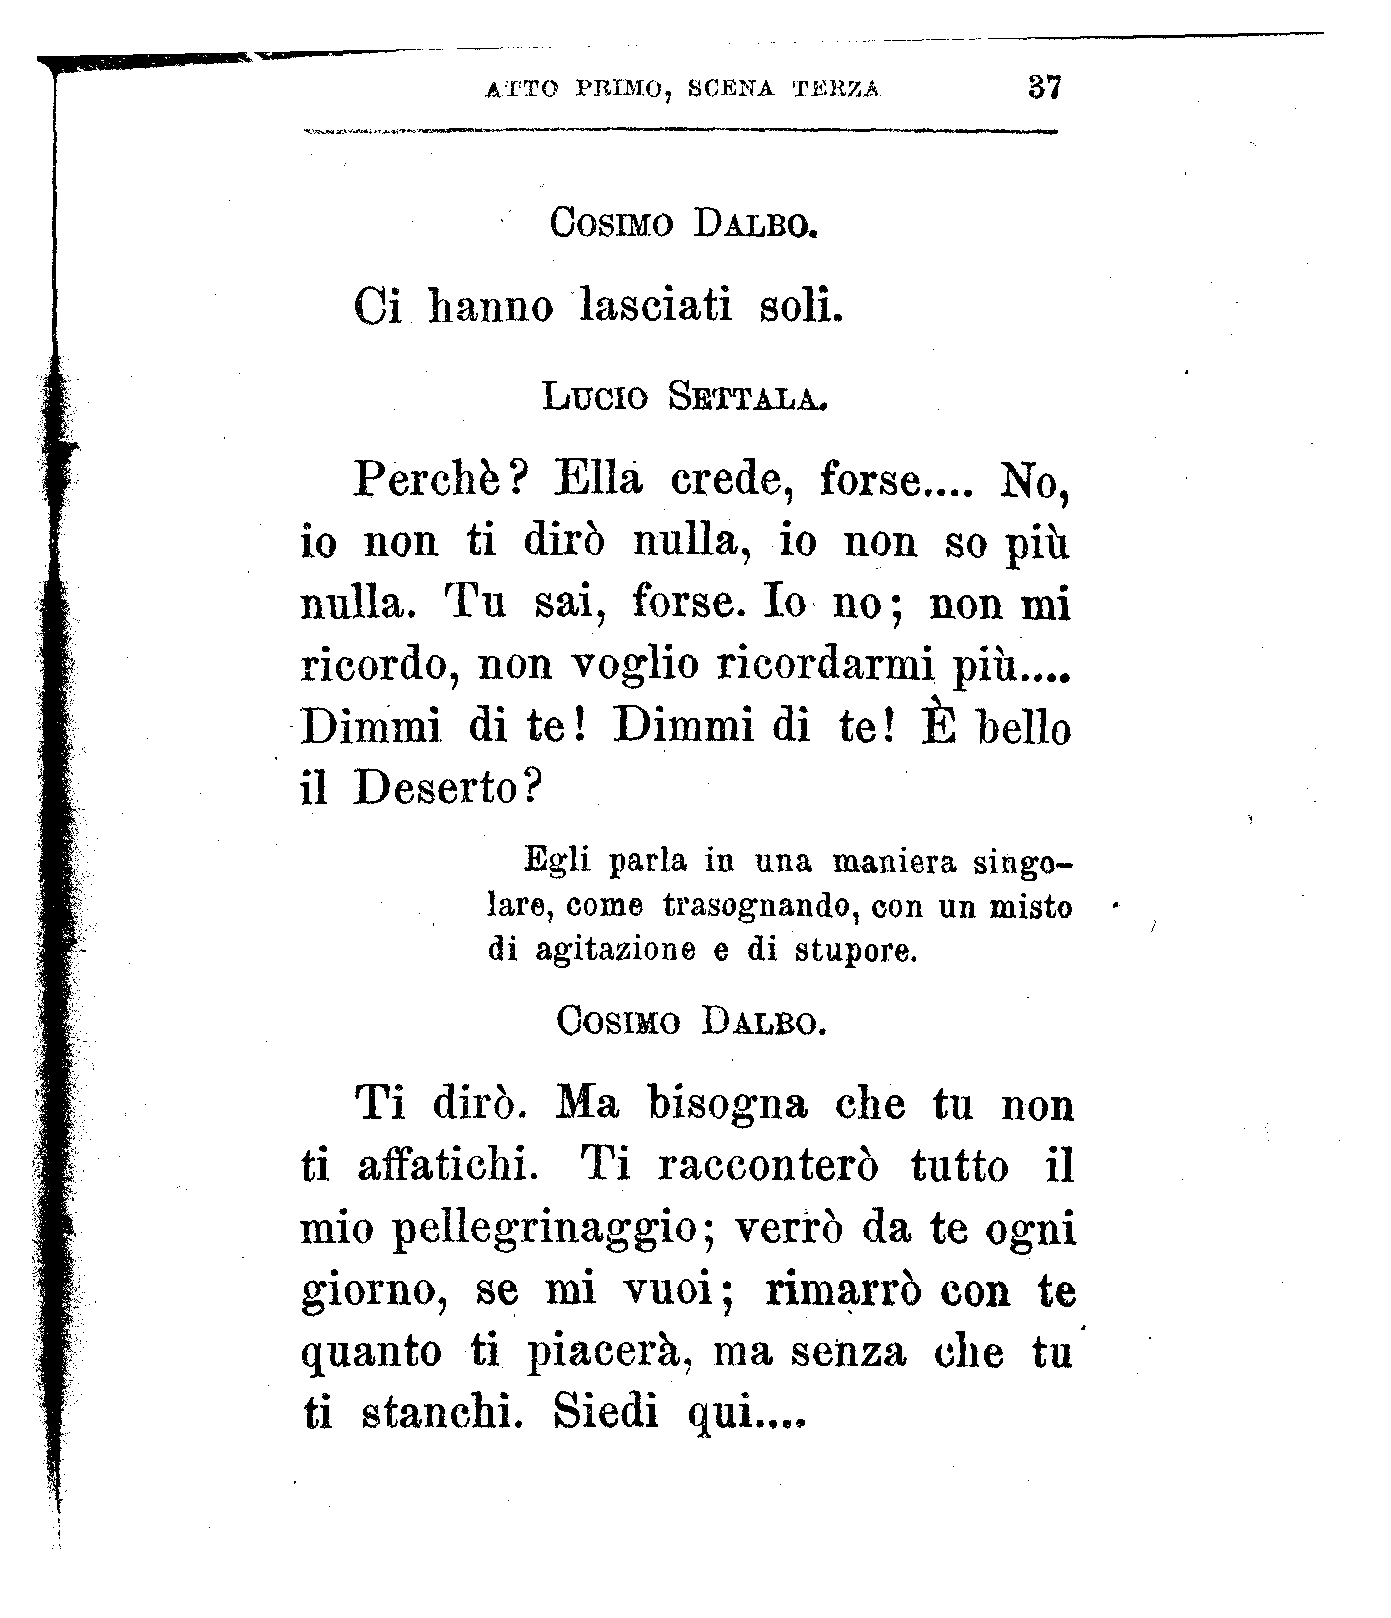 ATTO PRIMO, SCENA TERZA 37
COSIMO DALBO.
Ci hanno lasciati soli.
LUCIO SETTALA.
Perchè? Ella crede, forse.... No,
io non ti dirò nulla, io non so più
nulla. Tu sai, forse. Io no; non mi
ricordo, non voglio ricordarmi più....
Dimmi di te! Dimmi di te! È bello
il Deserto?
Egli parla in una maniera singo-
lare, come trasognando, con un misto
di agitazione e di stupore.
COSIMO DALBO.
Ti dirò. Ma bisogna che tu non
ti affatichi. Ti racconterò tutto il
mio pellegrinaggio; verrò da te ogni
giorno, se mi vuoi; rimarrò con te
quanto ti piacerà, ma senza che tu
ti stanchi. Siedi qui....